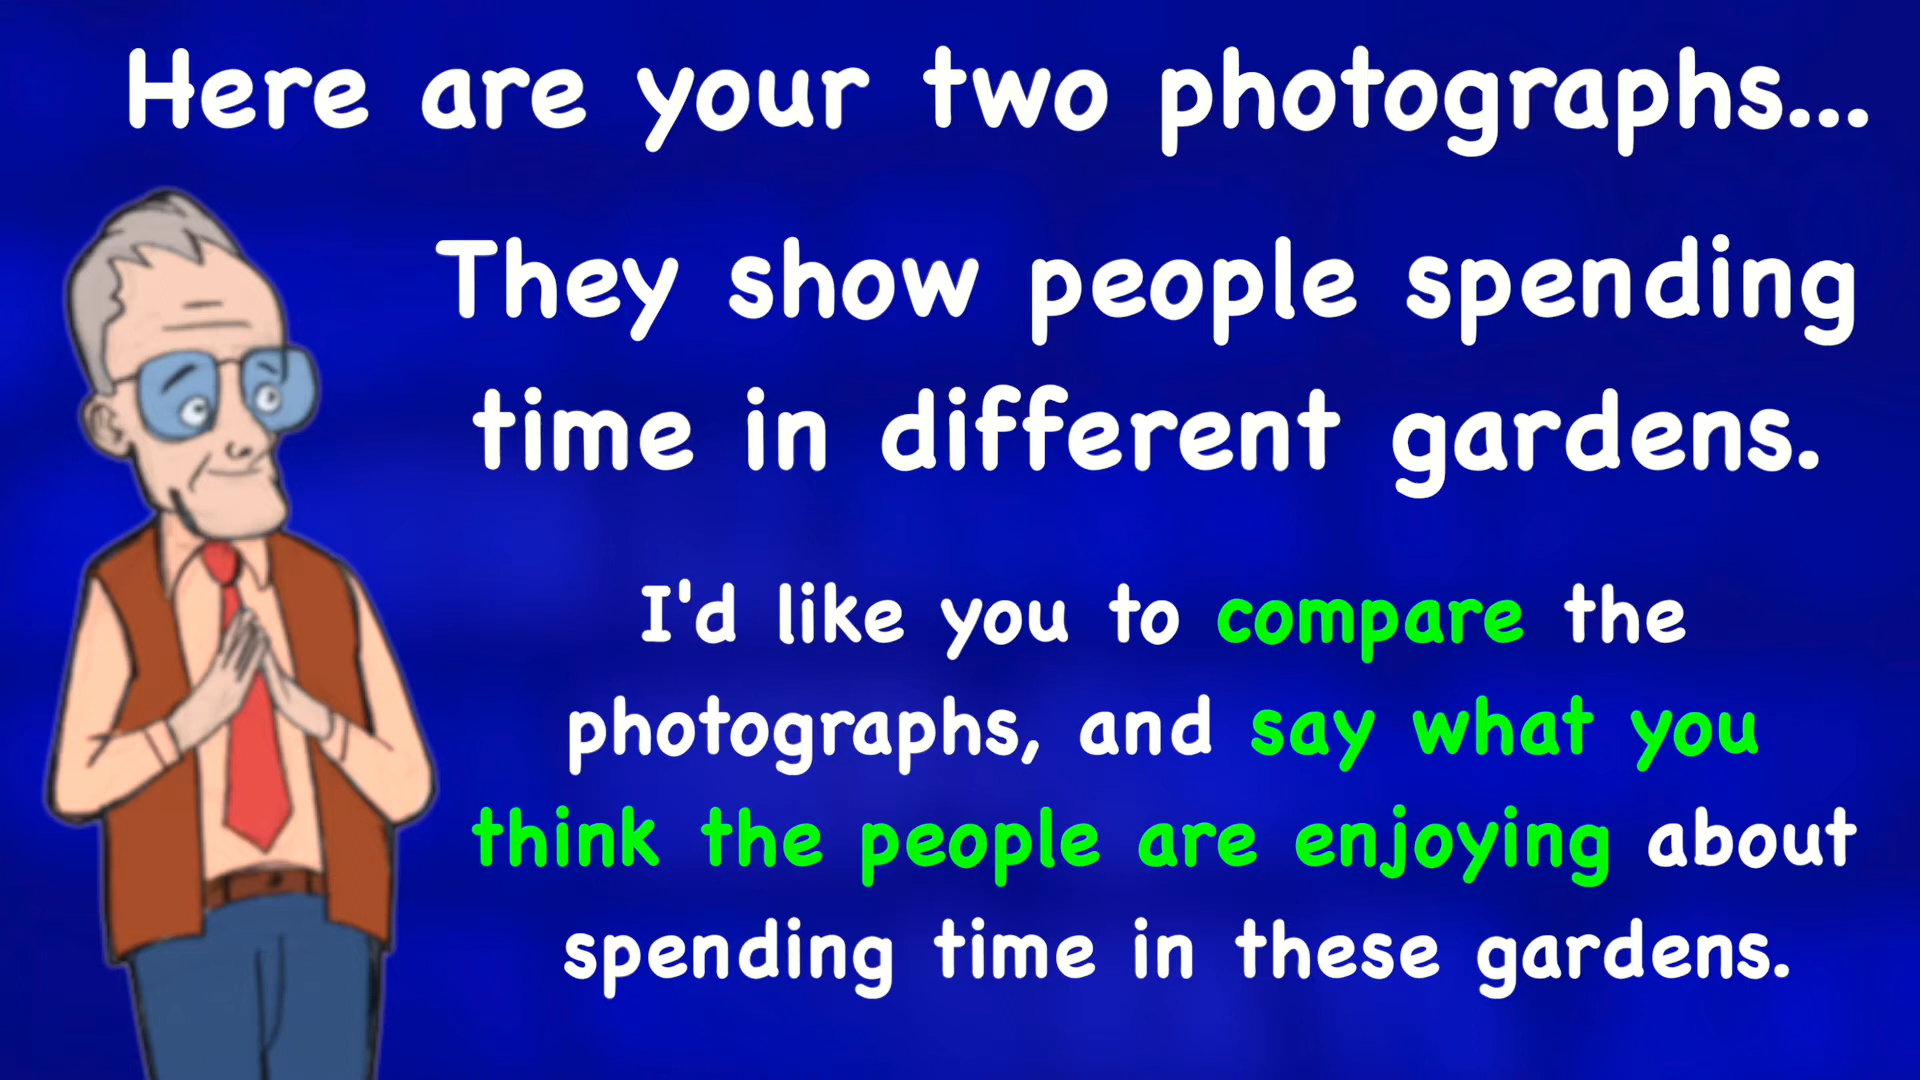 Here are your two photographs...
They show people spending
time in different gardens.
I'd like you to compare the
photographs, and say what you
think the people are enjoying about
spending time in these gardens.